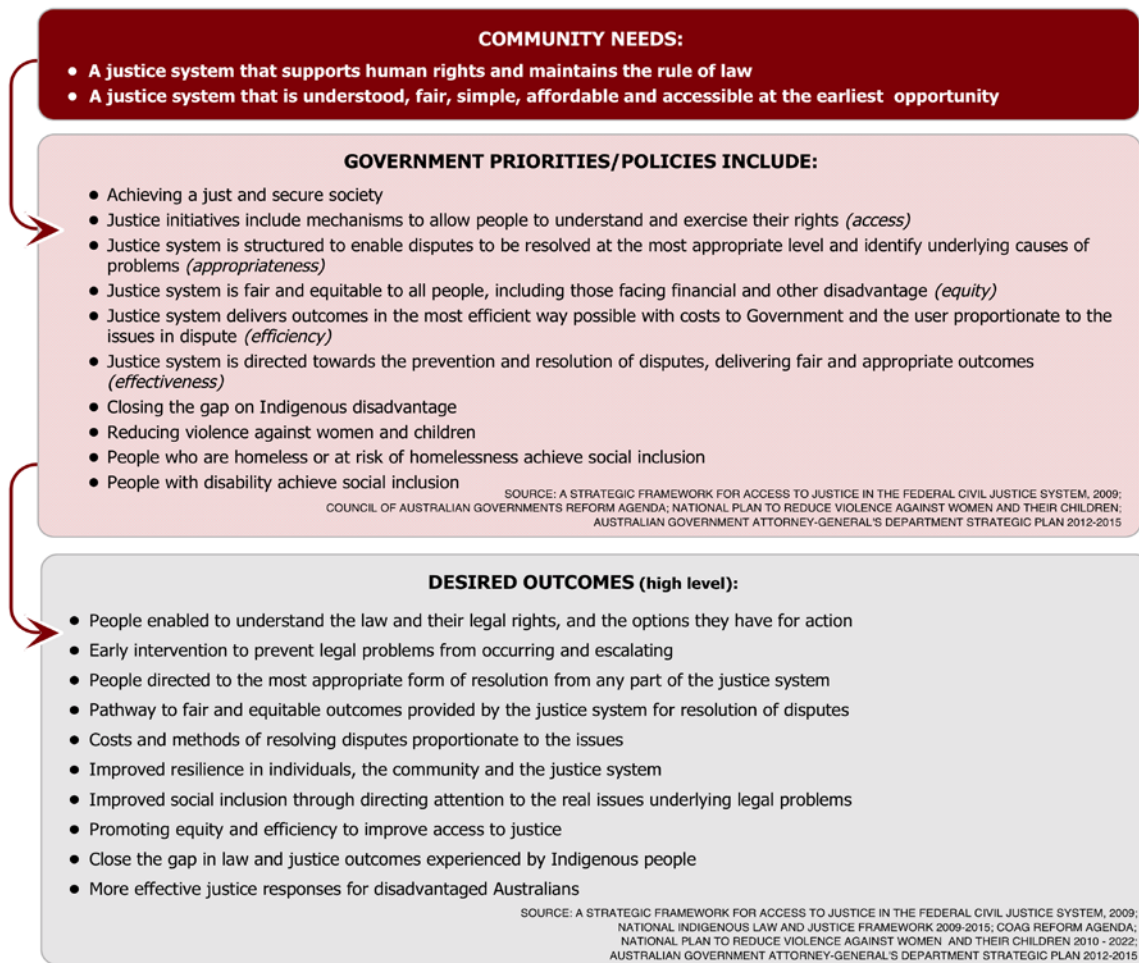 COMMUNITY NEEDS:
• A justice system that supports human rights and maintains the rule of law
• A justice system that is understood, fair, simple, affordable and accessible at the earliest opportunity
GOVERNMENT PRIORITIES/POLICIES INCLUDE:
• Achieving a just and secure society
• Justice initiatives include mechanisms to allow people to understand and exercise their rights (access)
• Justice system is structured to enable disputes to be resolved at the most appropriate level and identify underlying causes of
problems (appropriateness)
• Justice system is fair and equitable to all people, including those facing financial and other disadvantage (equity)
• Justice system delivers outcomes in the most efficient way possible with costs to Government and the user proportionate to the
issues in dispute (efficiency)
• Justice system is directed towards the prevention and resolution of disputes, delivering fair and appropriate outcomes
(effectiveness)
• Closing the gap on Indigenous disadvantage
• Reducing violence against women and children
• People who are homeless or at risk of homelessness achieve social inclusion
• People with disability achieve social inclusion
SOURCE: A STRATEGIC FRAMEWORK FOR ACCESS TO JUSTICE IN THE FEDERAL CIVIL JUSTICE SYSTEM, 2009;
COUNCIL OF AUSTRALIAN GOVERNMENTS REFORM AGENDA; NATIONAL PLAN TO REDUCE VIOLENCE AGAINST WOMEN AND THEIR CHILDREN;
AUSTRALIAN GOVERNMENT ATTORNEY-GENERAL'S DEPARTMENT STRATEGIC PLAN 2012-2015
DESIRED OUTCOMES (high level):
• People enabled to understand the law and their legal rights, and the options they have for action
• Early intervention to prevent legal problems from occurring and escalating
• People directed to the most appropriate form of resolution from any part of the justice system
• Pathway to fair and equitable outcomes provided by the justice system for resolution of disputes
• Costs and methods of resolving disputes proportionate to the issues
• Improved resilience in individuals, the community and the justice system
• Improved social inclusion through directing attention to the real issues underlying legal problems
• Promoting equity and efficiency to improve access to justice
• Close the gap in law and justice outcomes experienced by Indigenous people
• More effective justice responses for disadvantaged Australians
SOURCE: A STRATEGIC FRAMEWORK FOR ACCESS TO JUSTICE IN THE FEDERAL CIVIL JUSTICE SYSTEM, 2009;
NATIONAL INDIGENOUS LAW AND JUSTICE FRAMEWORK 2009-2015; COAG REFORM AGENDA;
NATIONAL PLAN TO REDUCE VIOLENCE AGAINST WOMEN AND THEIR CHILDREN 2010 - 2022;
AUSTRALIAN GOVERNMENT ATTORNEY-GENERAL'S DEPARTMENT STRATEGIC PLAN 2012-2015